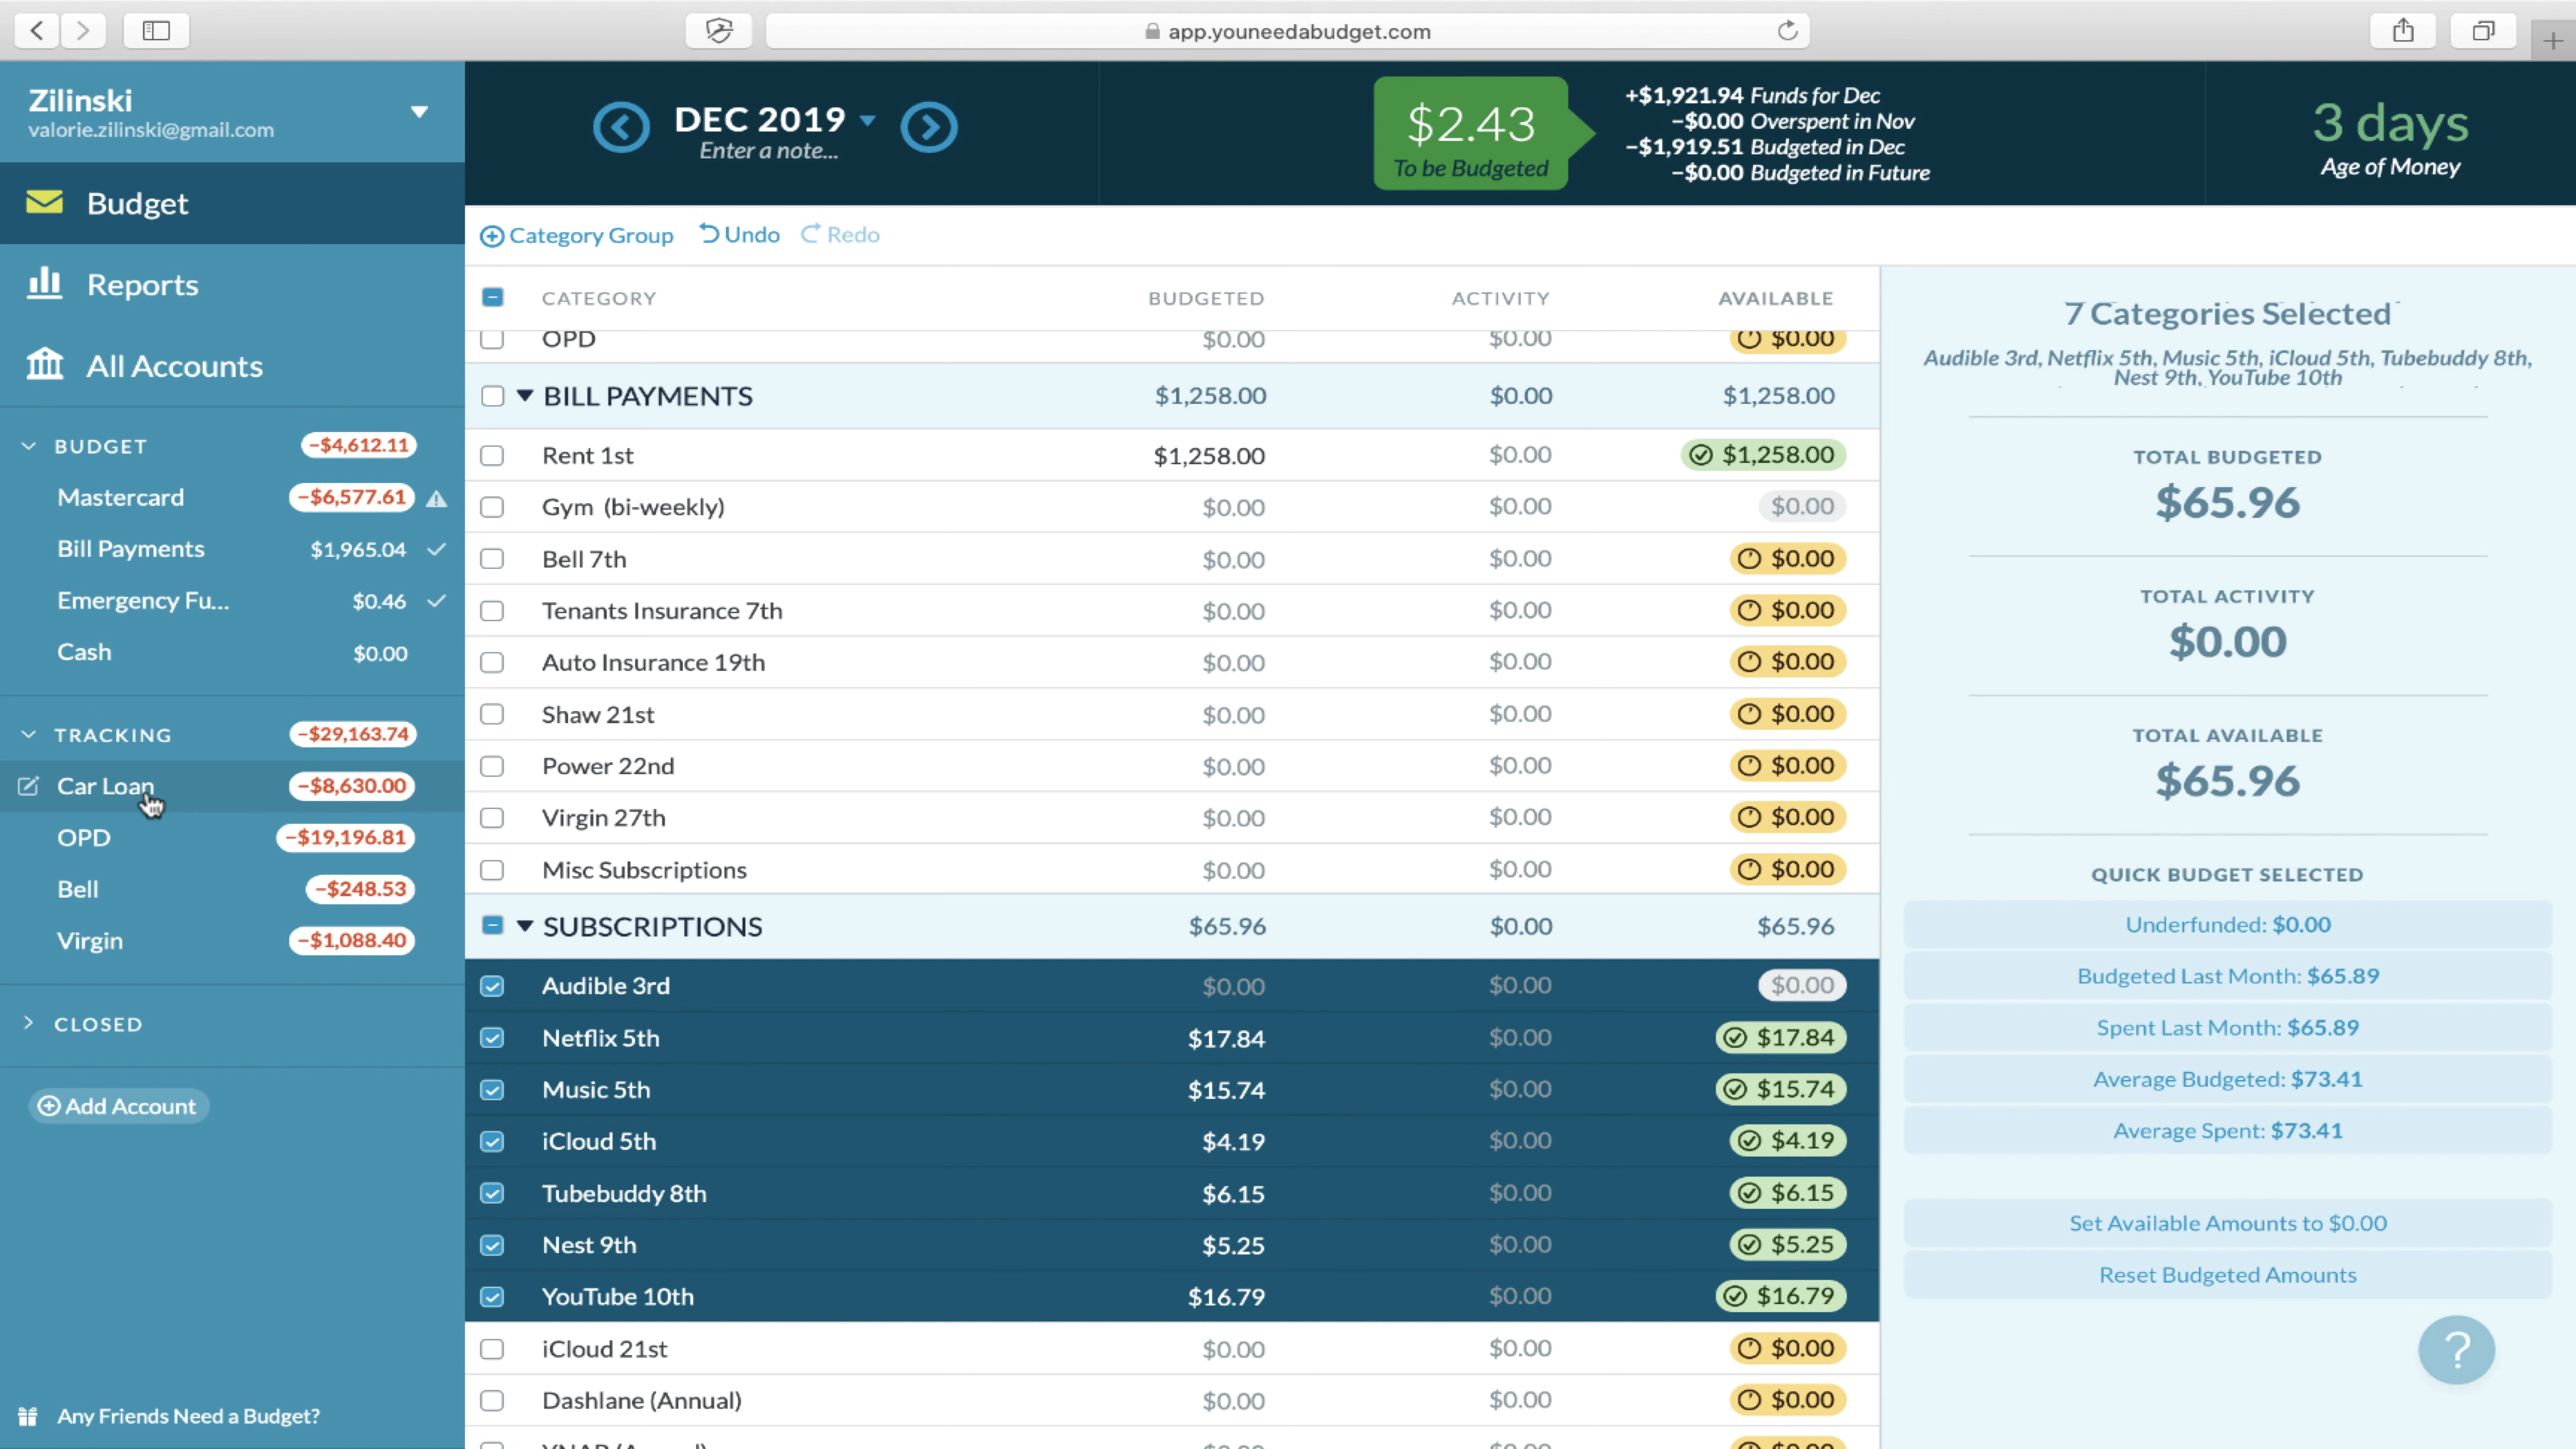 app.youneedabudget.com
Zilinski
valorie.zilinski@gmail.com
Budget
Reports
All Accounts
BUDGET −$4,612.11
Mastercard −$6,577.61
Bill Payments $1,965.04
Emergency Fu... $0.46
Cash $0.00
TRACKING −$29,163.74
Car Loan −$8,630.00
OPD −$19,196.81
Bell −$248.53
Virgin −$1,088.40
CLOSED
Add Account
Any Friends Need a Budget?
DEC 2019
Enter a note...
$2.43
To be Budgeted
+$1,921.94 Funds for Dec
−$0.00 Overspent in Nov
−$1,919.51 Budgeted in Dec
−$0.00 Budgeted in Future
3 days
Age of Money
Category Group Undo Redo
CATEGORY BUDGETED ACTIVITY AVAILABLE
OPD $0.00 $0.00 $0.00
BILL PAYMENTS $1,258.00 $0.00 $1,258.00
Rent 1st $1,258.00 $0.00 $1,258.00
Gym (bi-weekly) $0.00 $0.00 $0.00
Bell 7th $0.00 $0.00 $0.00
Tenants Insurance 7th $0.00 $0.00 $0.00
Auto Insurance 19th $0.00 $0.00 $0.00
Shaw 21st $0.00 $0.00 $0.00
Power 22nd $0.00 $0.00 $0.00
Virgin 27th $0.00 $0.00 $0.00
Misc Subscriptions $0.00 $0.00 $0.00
SUBSCRIPTIONS $65.96 $0.00 $65.96
Audible 3rd $0.00 $0.00 $0.00
Netflix 5th $17.84 $0.00 $17.84
Music 5th $15.74 $0.00 $15.74
iCloud 5th $4.19 $0.00 $4.19
Tubebuddy 8th $6.15 $0.00 $6.15
Nest 9th $5.25 $0.00 $5.25
YouTube 10th $16.79 $0.00 $16.79
iCloud 21st $0.00 $0.00 $0.00
Dashlane (Annual) $0.00 $0.00 $0.00
7 Categories Selected
Audible 3rd, Netflix 5th, Music 5th, iCloud 5th, Tubebuddy 8th,
Nest 9th, YouTube 10th
TOTAL BUDGETED
$65.96
TOTAL ACTIVITY
$0.00
TOTAL AVAILABLE
$65.96
QUICK BUDGET SELECTED
Underfunded: $0.00
Budgeted Last Month: $65.89
Spent Last Month: $65.89
Average Budgeted: $73.41
Average Spent: $73.41
Set Available Amounts to $0.00
Reset Budgeted Amounts
?